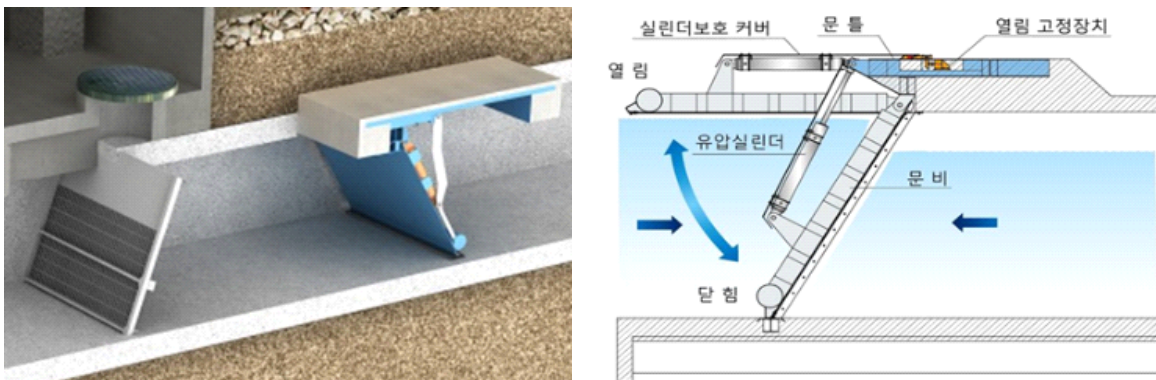 실린더보호 커버
문 틀
열림 고정장치
열 림
유압실린더
문 비
닫 힘